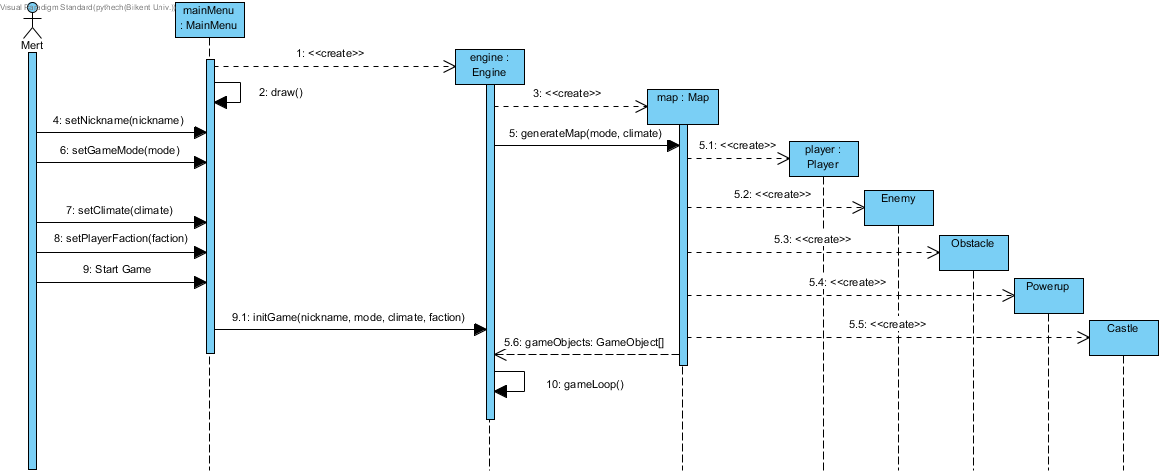 Visual Paradigm Standard(pythech(Bilkent Univ.))
mainMenu
: MainMenu
Mert
1: <<create>>
engine :
Engine
2: draw()
3: <<create>>
map : Map
4: setNickname(nickname)
5: generateMap(mode, climate)
6: setGameMode(mode)
5.1: <<create>>
player :
Player
5.2: <<create>>
Enemy
7: setClimate(climate)
8: setPlayerFaction(faction)
5.3: <<create>>
Obstacle
9: Start Game
5.4: <<create>>
Powerup
9.1: initGame(nickname, mode, climate, faction)
5.5: <<create>>
Castle
5.6: gameObjects: GameObject[]
10: gameLoop()